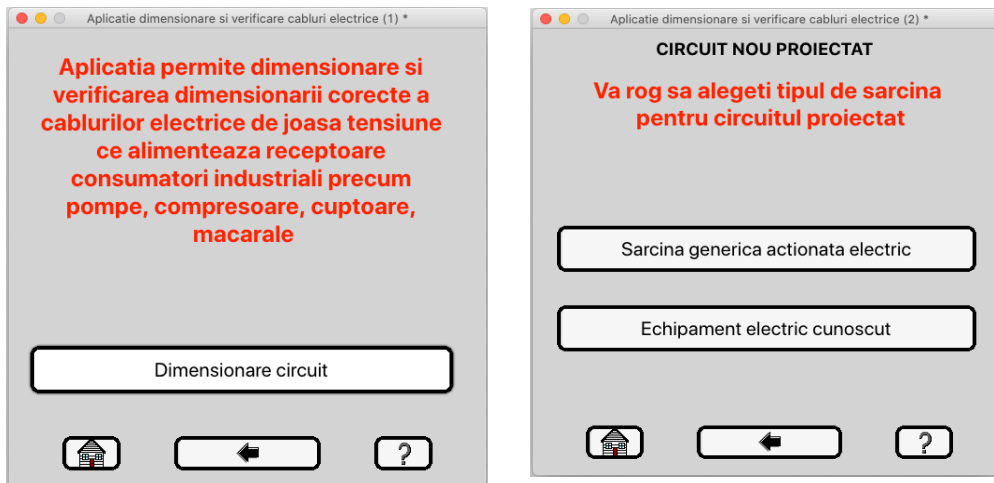 Aplicatie dimensionare si verificare cabluri electrice (1) *
Aplicatia permite dimensionare si
verificarea dimensionarii corecte a
cablurilor electrice de joasa tensiune
ce alimenteaza receptoare
consumatori industriali precum
pompe, compresoare, cuptoare,
macarale
Dimensionare circuit
?
Aplicatie dimensionare si verificare cabluri electrice (2) *
CIRCUIT NOU PROIECTAT
Va rog sa alegeti tipul de sarcina
pentru circuitul proiectat
Sarcina generica actionata electric
Echipament electric cunoscut
?